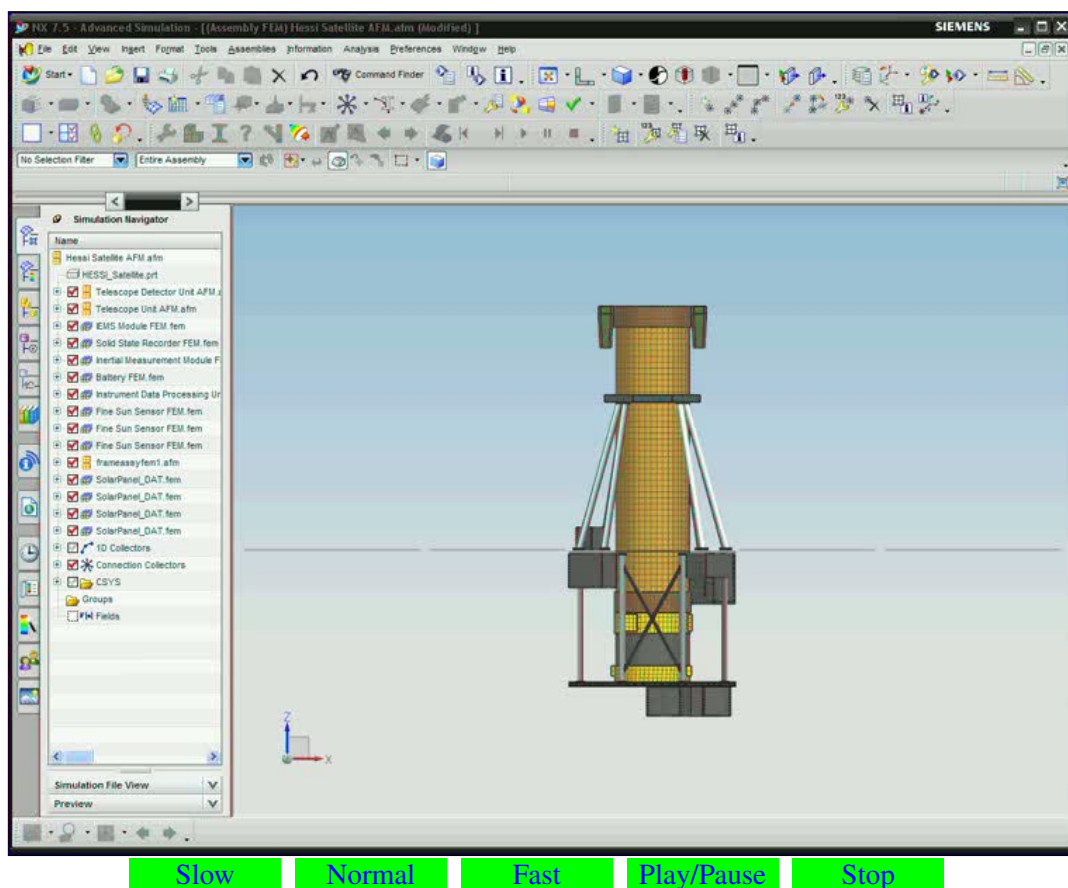 NX 7.5 - Advanced Simulation - [(Assembly FEM) Hessi Satellite AFM.afm (Modified) ]
SIEMENS
File Edit View Insert Format Tools Assemblies Information Analysis Preferences Window Help
Start Command Finder
No Selection Filter Entire Assembly
Simulation Navigator
Name
Hessi Satellite AFM.afm
HESSI_Satellite.prt
Telescope Detector Unit AFM.a
Telescope Unit AFM.afm
IEMS Module FEM.fem
Solid State Recorder FEM.fem
Inertial Measurement Module F
Battery FEM.fem
Instrument Data Processing Un
Fine Sun Sensor FEM.fem
Fine Sun Sensor FEM.fem
Fine Sun Sensor FEM.fem
frameassyfem1.afm
SolarPanel_DAT.fem
SolarPanel_DAT.fem
SolarPanel_DAT.fem
SolarPanel_DAT.fem
1D Collectors
Connection Collectors
CSYS
Groups
Fields
Z
X
Simulation File View
Preview
Slow Normal Fast Play/Pause Stop